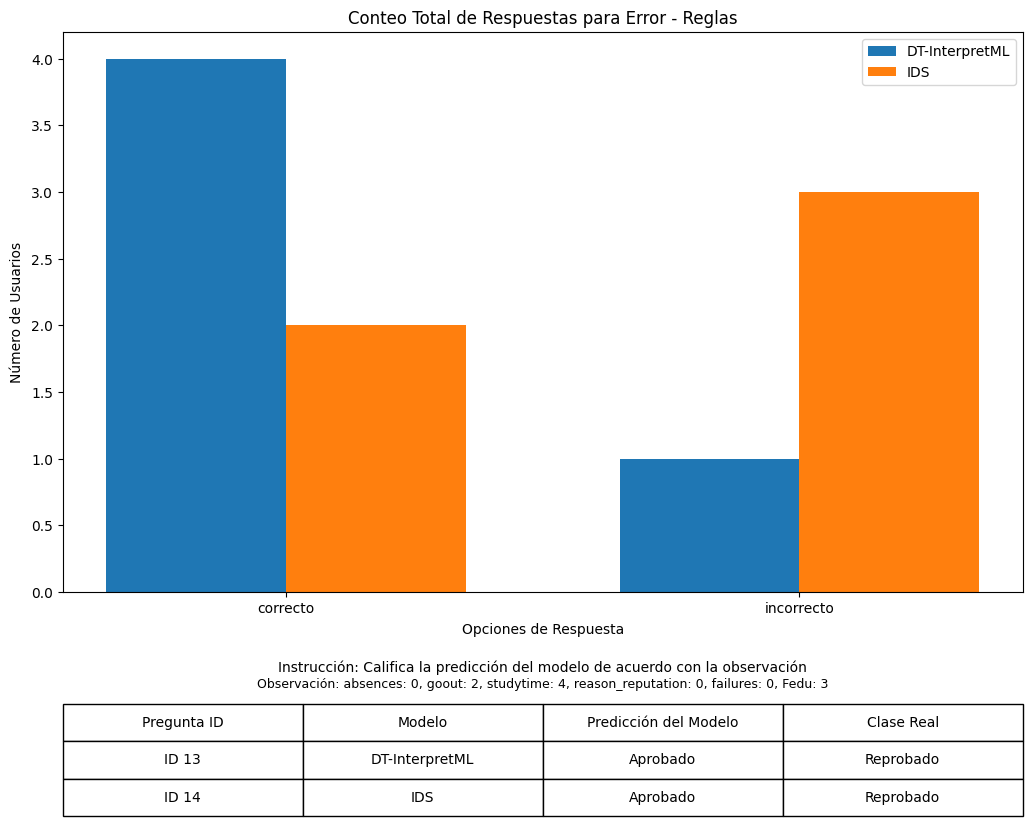 Conteo Total de Respuestas para Error - Reglas
DT-InterpretML
IDS
4.0
3.5
3.0
2.5
2.0
1.5
1.0
0.5
0.0
Número de Usuarios
correcto
incorrecto
Opciones de Respuesta
Instrucción: Califica la predicción del modelo de acuerdo con la observación
Observación: absences: 0, goout: 2, studytime: 4, reason_reputation: 0, failures: 0, Fedu: 3
Pregunta ID Modelo Predicción del Modelo Clase Real
ID 13 DT-InterpretML Aprobado Reprobado
ID 14 IDS Aprobado Reprobado